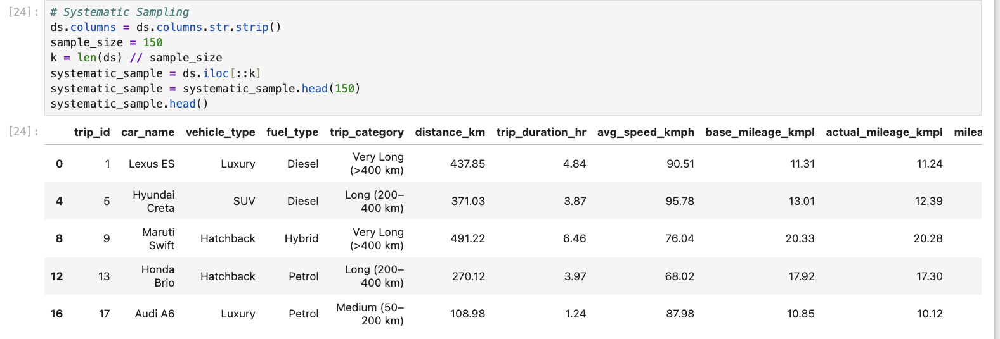 [24]: # Systematic Sampling
ds.columns = ds.columns.str.strip()
sample_size = 150
k = len(ds) // sample_size
systematic_sample = ds.iloc[::k]
systematic_sample = systematic_sample.head(150)
systematic_sample.head()
[24]: trip_id car_name vehicle_type fuel_type trip_category distance_km trip_duration_hr avg_speed_kmph base_mileage_kmpl actual_mileage_kmpl milea
0 1 Lexus ES Luxury Diesel Very Long (>400 km) 437.85 4.84 90.51 11.31 11.24
4 5 Hyundai Creta SUV Diesel Long (200–400 km) 371.03 3.87 95.78 13.01 12.39
8 9 Maruti Swift Hatchback Hybrid Very Long (>400 km) 491.22 6.46 76.04 20.33 20.28
12 13 Honda Brio Hatchback Petrol Long (200–400 km) 270.12 3.97 68.02 17.92 17.30
16 17 Audi A6 Luxury Petrol Medium (50–200 km) 108.98 1.24 87.98 10.85 10.12